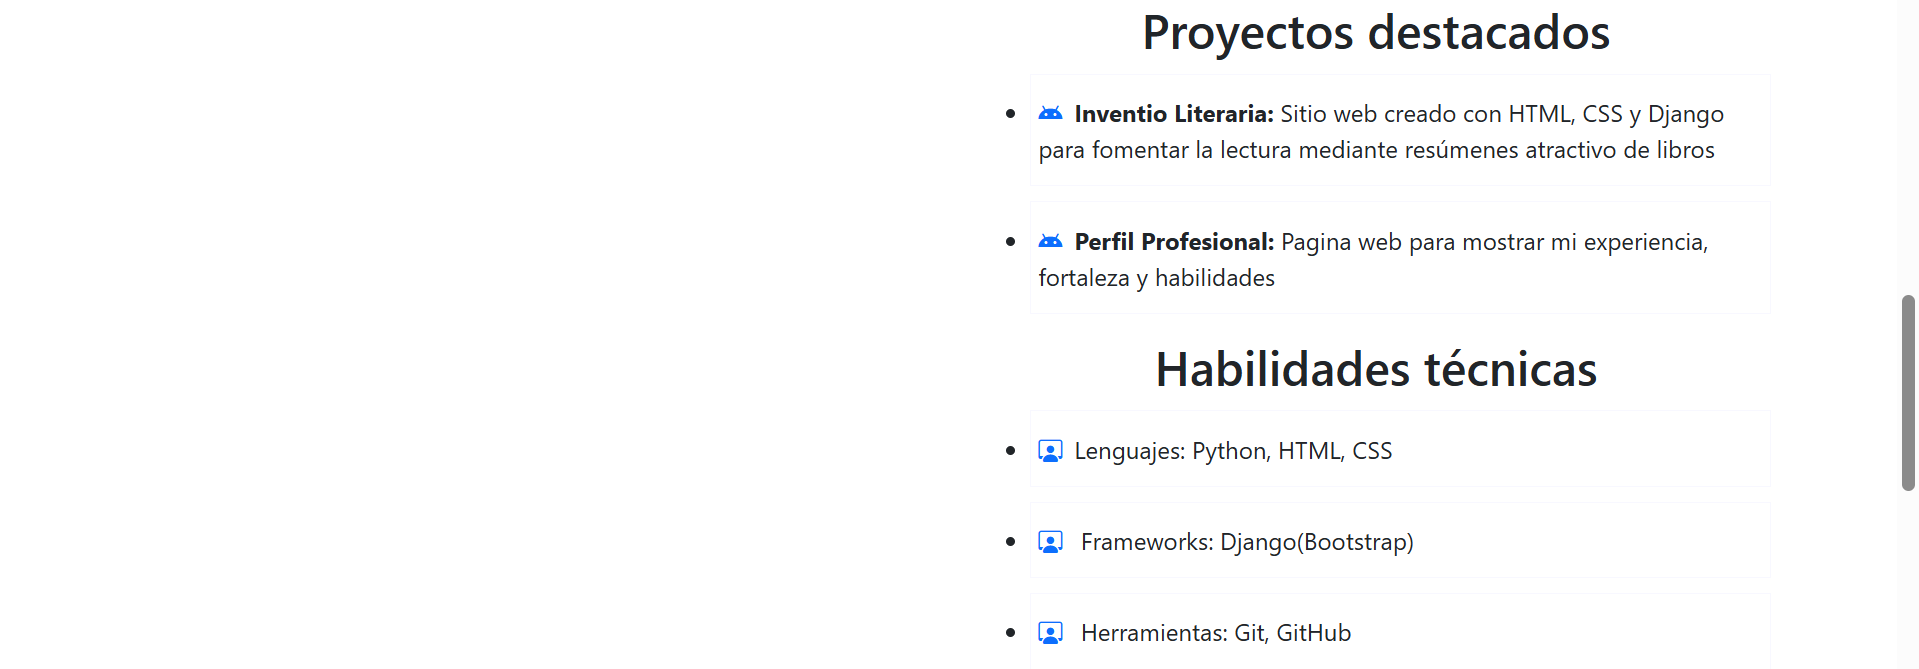 Proyectos destacados
Inventio Literaria: Sitio web creado con HTML, CSS y Django
para fomentar la lectura mediante resúmenes atractivo de libros
Perfil Profesional: Pagina web para mostrar mi experiencia,
fortaleza y habilidades
Habilidades técnicas
Lenguajes: Python, HTML, CSS
Frameworks: Django(Bootstrap)
Herramientas: Git, GitHub